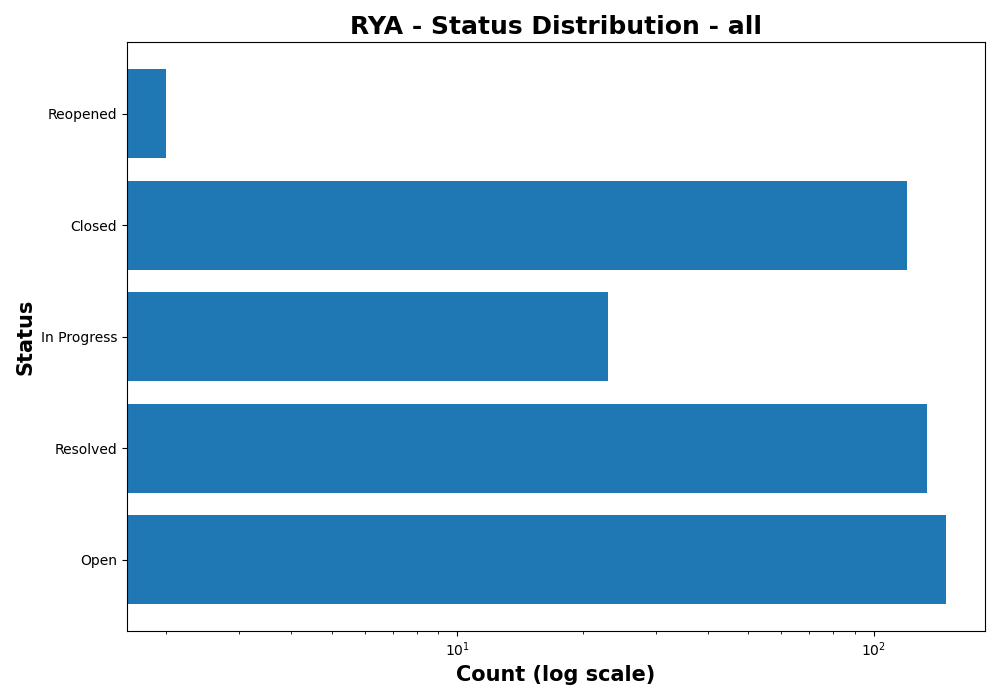 RYA - Status Distribution - all
Reopened
Closed
In Progress
Resolved
Open
Status
10¹
10²
Count (log scale)